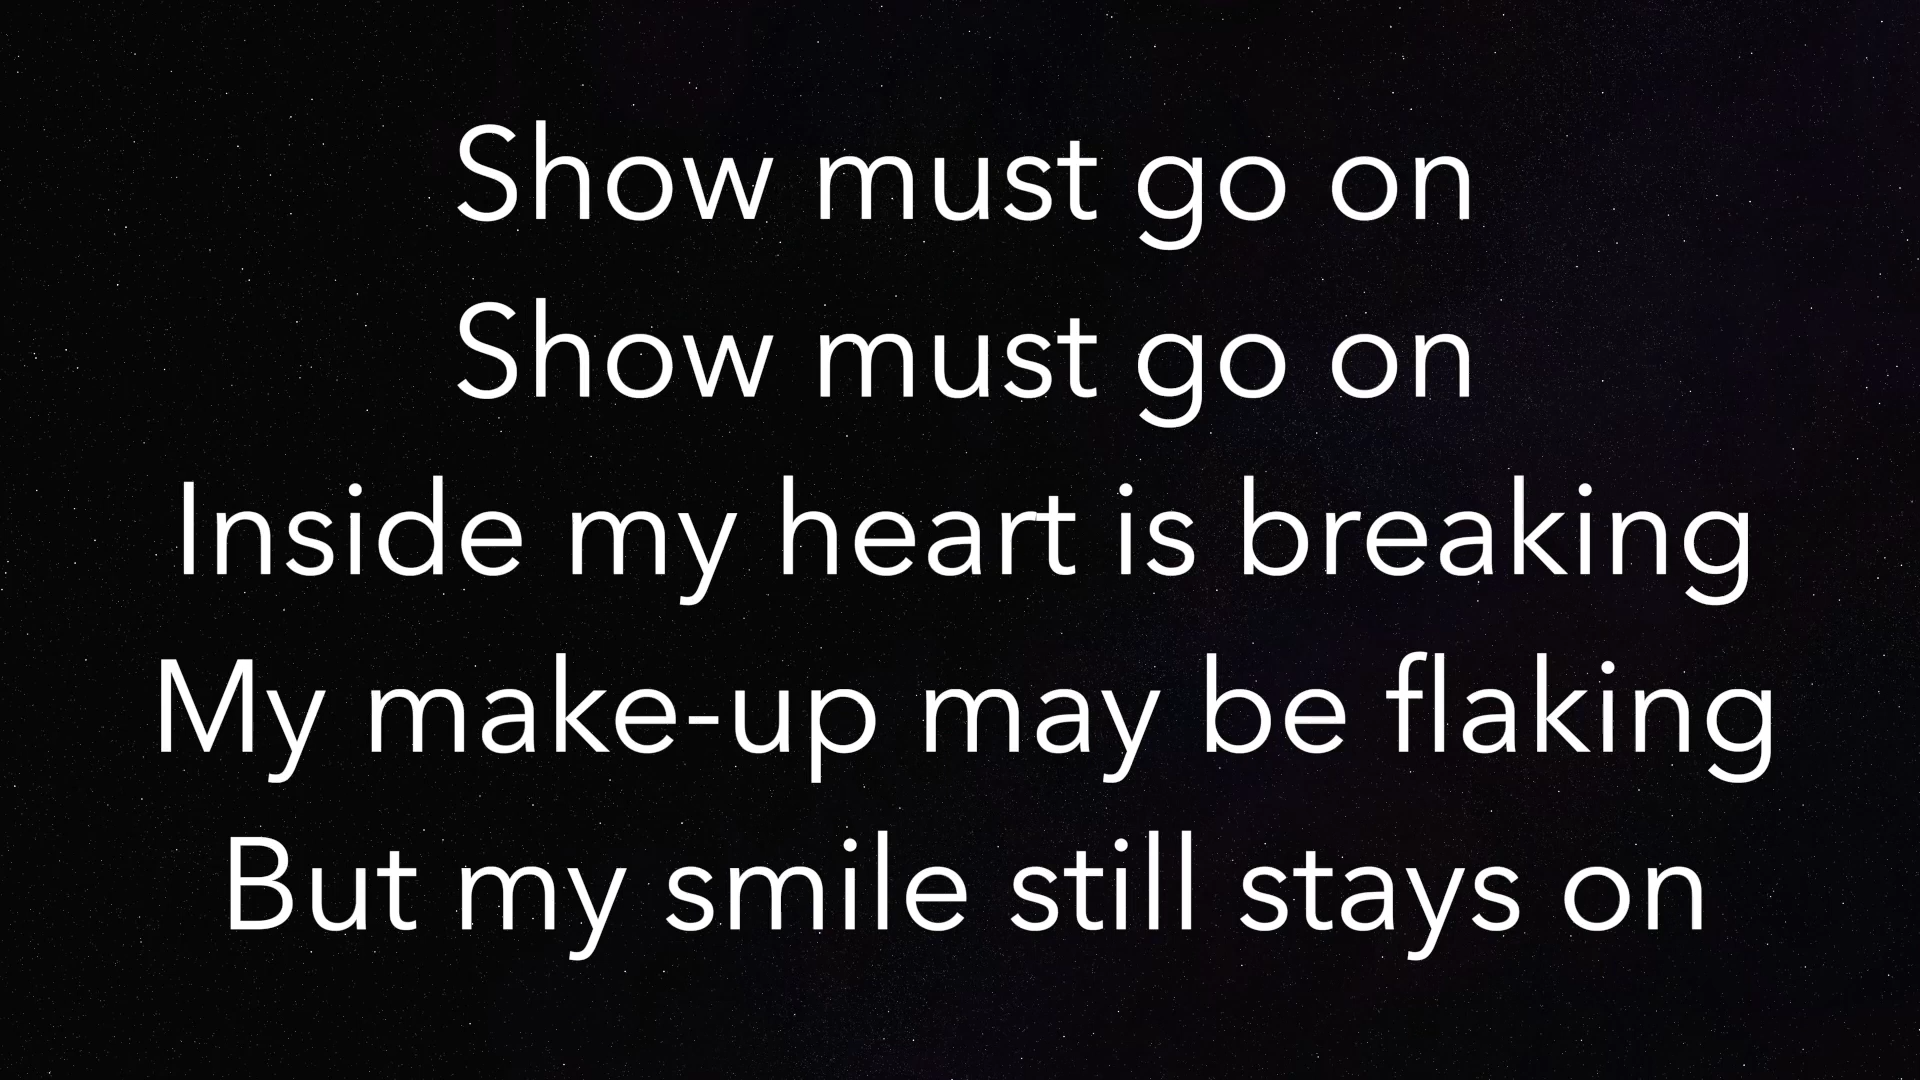 Show must go on
Show must go on
Inside my heart is breaking
My make-up may be flaking
But my smile still stays on